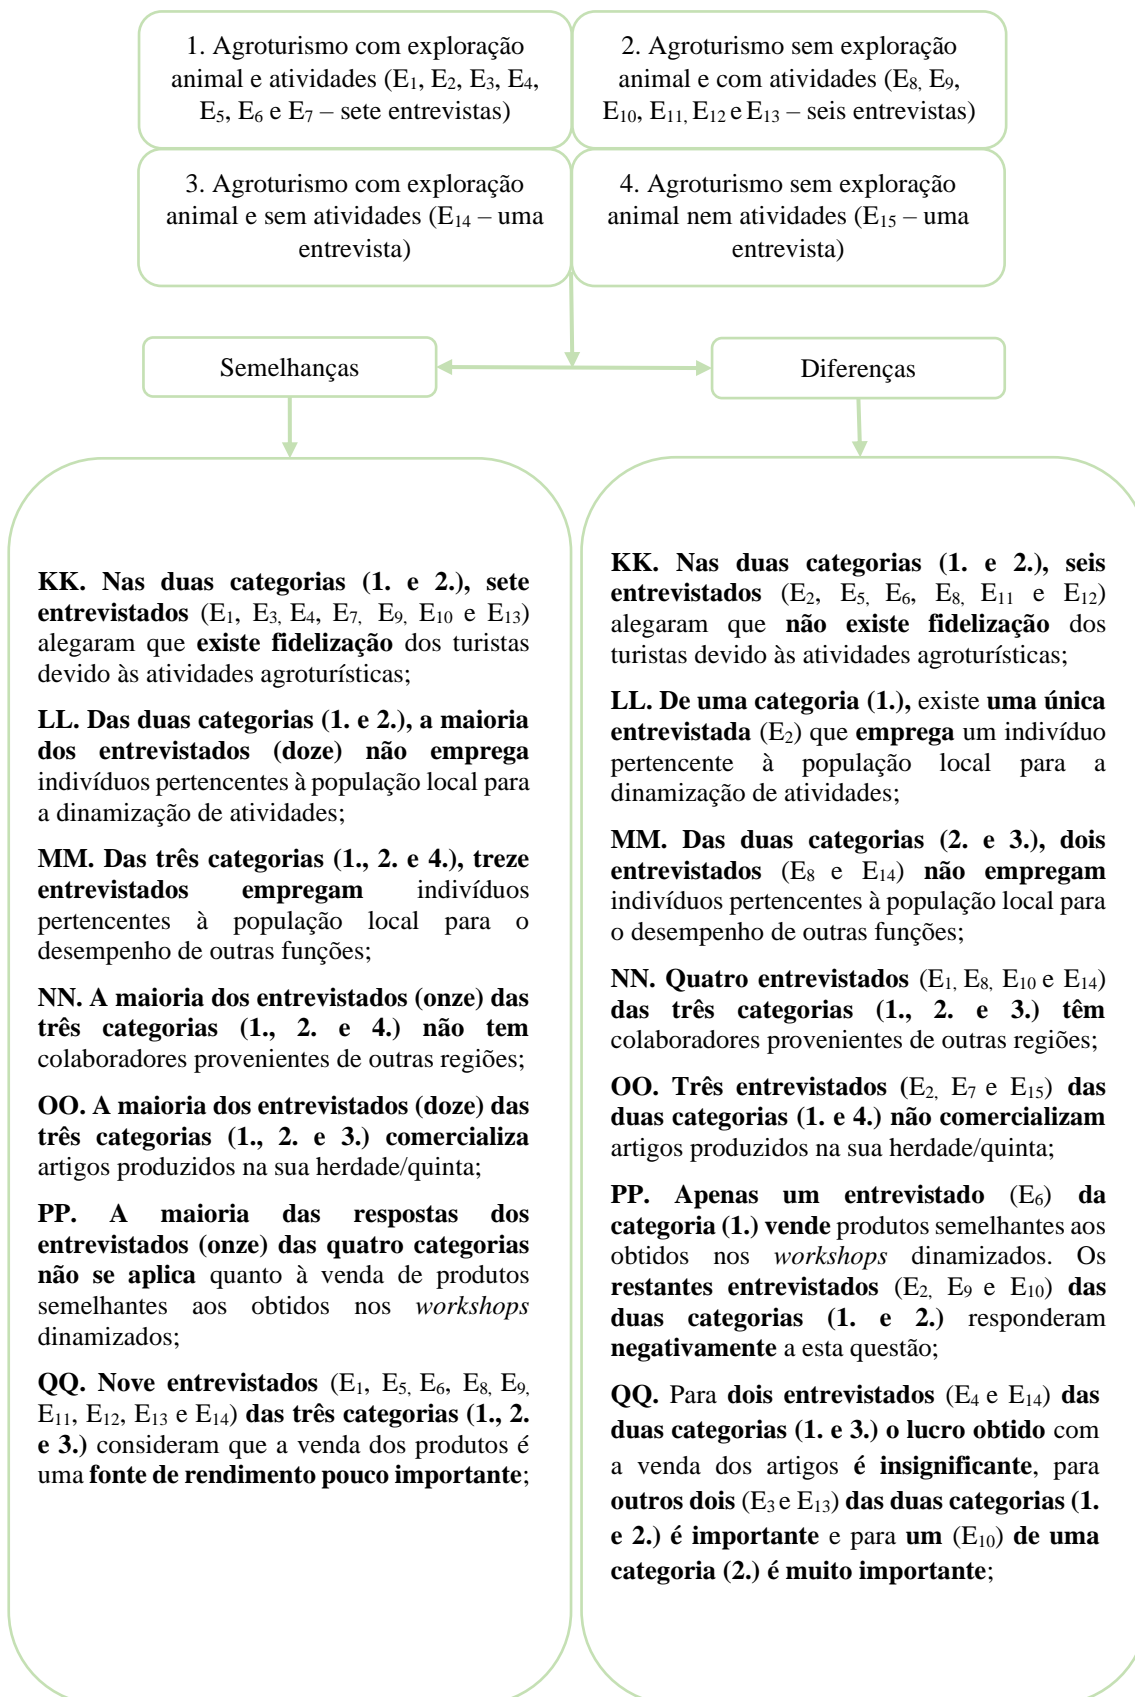 1. Agroturismo com exploração
animal e atividades (E1, E2, E3, E4,
E5, E6 e E7 – sete entrevistas)
2. Agroturismo sem exploração
animal e com atividades (E8, E9,
E10, E11, E12 e E13 – seis entrevistas)
3. Agroturismo com exploração
animal e sem atividades (E14 – uma
entrevista)
4. Agroturismo sem exploração
animal nem atividades (E15 – uma
entrevista)
Semelhanças
Diferenças
KK. Nas duas categorias (1. e 2.), sete
entrevistados (E1, E3, E4, E7, E9, E10 e E13)
alegaram que existe fidelização dos turistas
devido às atividades agroturísticas;
LL. Das duas categorias (1. e 2.), a maioria
dos entrevistados (doze) não emprega
indivíduos pertencentes à população local para
a dinamização de atividades;
MM. Das três categorias (1., 2. e 4.), treze
entrevistados empregam indivíduos
pertencentes à população local para o
desempenho de outras funções;
NN. A maioria dos entrevistados (onze) das
três categorias (1., 2. e 4.) não tem
colaboradores provenientes de outras regiões;
OO. A maioria dos entrevistados (doze) das
três categorias (1., 2. e 3.) comercializa
artigos produzidos na sua herdade/quinta;
PP. A maioria das respostas dos
entrevistados (onze) das quatro categorias
não se aplica quanto à venda de produtos
semelhantes aos obtidos nos workshops
dinamizados;
QQ. Nove entrevistados (E1, E5, E6, E8, E9,
E11, E12, E13 e E14) das três categorias (1., 2.
e 3.) consideram que a venda dos produtos é
uma fonte de rendimento pouco importante;
KK. Nas duas categorias (1. e 2.), seis
entrevistados (E2, E5, E6, E8, E11 e E12)
alegaram que não existe fidelização dos
turistas devido às atividades agroturísticas;
LL. De uma categoria (1.), existe uma única
entrevistada (E2) que emprega um indivíduo
pertencente à população local para a
dinamização de atividades;
MM. Das duas categorias (2. e 3.), dois
entrevistados (E8 e E14) não empregam
indivíduos pertencentes à população local para
o desempenho de outras funções;
NN. Quatro entrevistados (E1, E8, E10 e E14)
das três categorias (1., 2. e 3.) têm
colaboradores provenientes de outras regiões;
OO. Três entrevistados (E2, E7 e E15) das
duas categorias (1. e 4.) não comercializam
artigos produzidos na sua herdade/quinta;
PP. Apenas um entrevistado (E6) da
categoria (1.) vende produtos semelhantes aos
obtidos nos workshops dinamizados. Os
restantes entrevistados (E2, E9 e E10) das
duas categorias (1. e 2.) responderam
negativamente a esta questão;
QQ. Para dois entrevistados (E4 e E14) das
duas categorias (1. e 3.) o lucro obtido com
a venda dos artigos é insignificante, para
outros dois (E3 e E13) das duas categorias (1.
e 2.) é importante e para um (E10) de uma
categoria (2.) é muito importante;